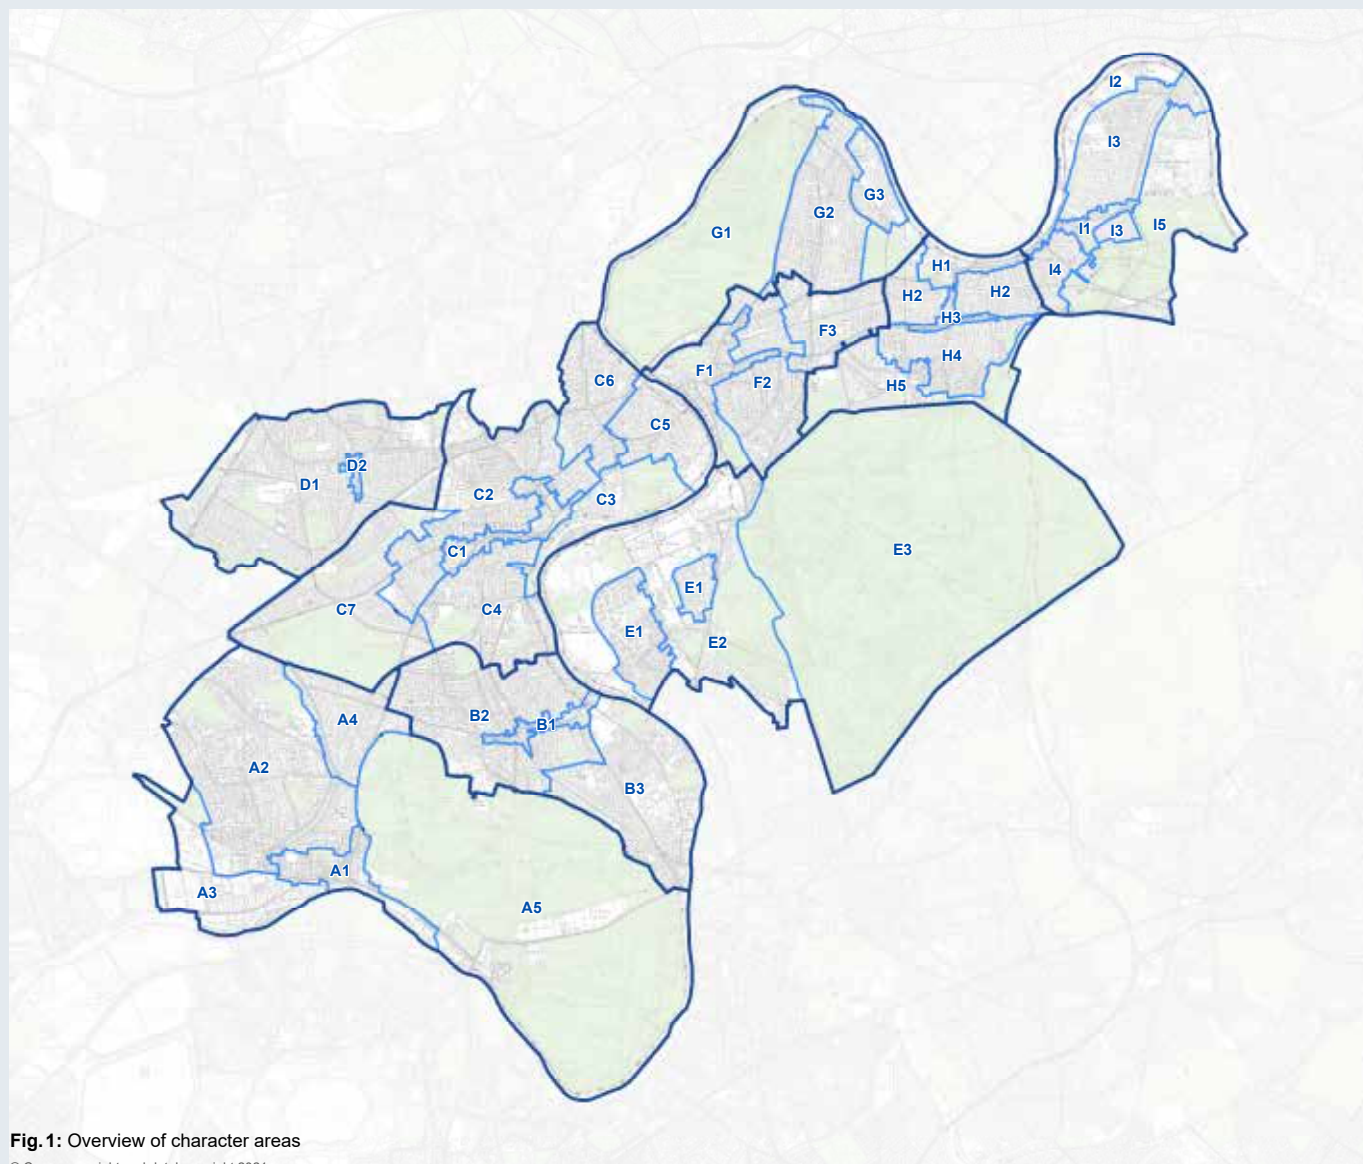 I2
I3
G3
G2
I1
I3
I5
G1
H1
I4
H2
H2
H3
F3
H4
F1
C6
F2
H5
C5
D2
D1
C2
C3
C1
E3
E1
C7
C4
E1
E2
B2
A4
B1
A2
B3
A1
A3
A5
Fig.1: Overview of character areas